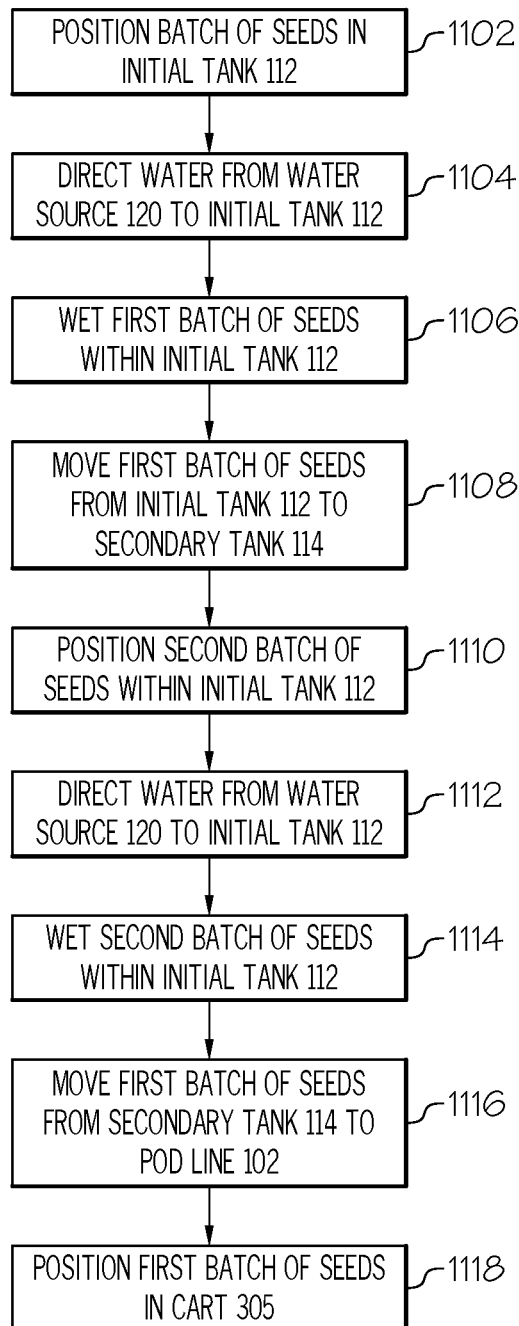 POSITION BATCH OF SEEDS IN
INITIAL TANK 112
1102
DIRECT WATER FROM WATER
SOURCE 120 TO INITIAL TANK 112
1104
WET FIRST BATCH OF SEEDS
WITHIN INITIAL TANK 112
1106
MOVE FIRST BATCH OF SEEDS
FROM INITIAL TANK 112 TO
SECONDARY TANK 114
1108
POSITION SECOND BATCH OF
SEEDS WITHIN INITIAL TANK 112
1110
DIRECT WATER FROM WATER
SOURCE 120 TO INITIAL TANK 112
1112
WET SECOND BATCH OF SEEDS
WITHIN INITIAL TANK 112
1114
MOVE FIRST BATCH OF SEEDS
FROM SECONDARY TANK 114 TO
POD LINE 102
1116
POSITION FIRST BATCH OF SEEDS
IN CART 305
1118